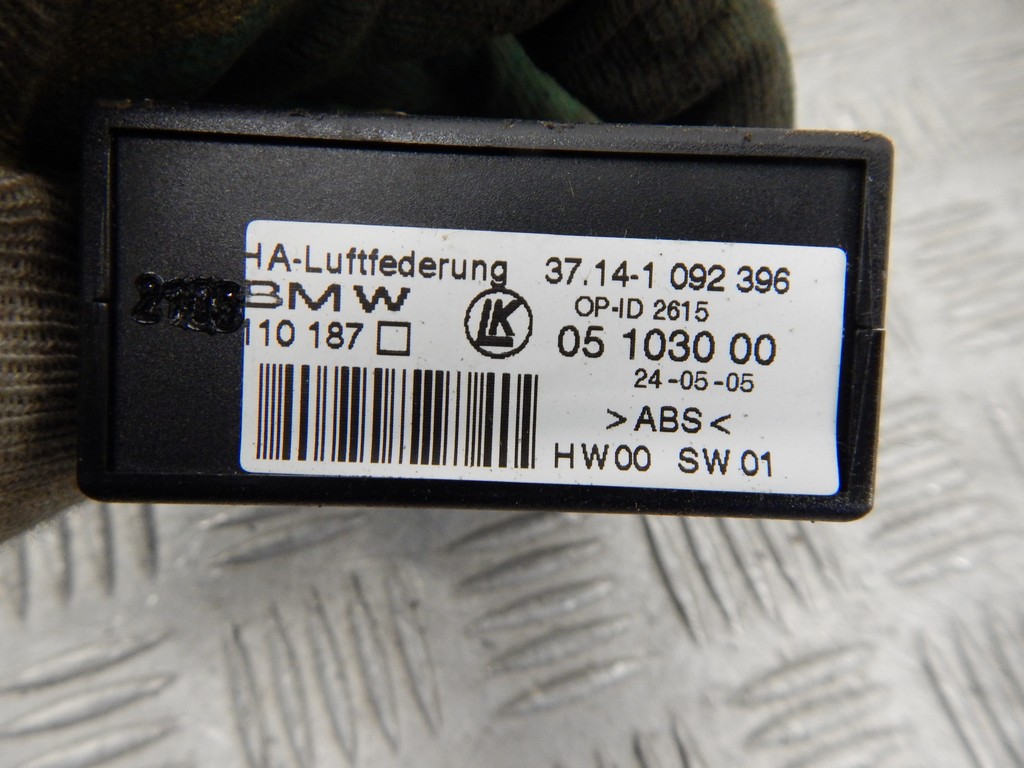 HA-Luftfederung 37.14-1 092 396
BMW LK OP-ID 2615
110 187 05 1030 00
24-05-05
>ABS<
HW00 SW01